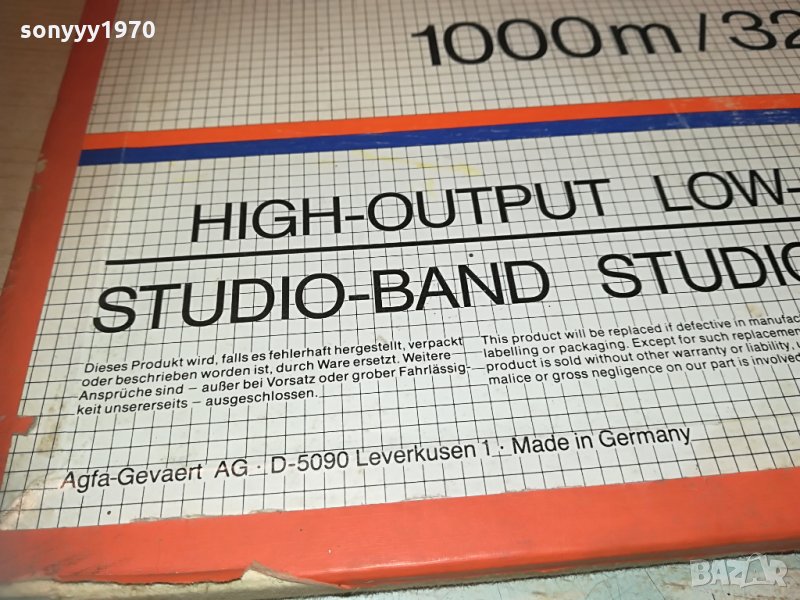 sonyyy1970
1000m/32
HIGH-OUTPUT LOW-
STUDIO-BAND STUDIO
Dieses Produkt wird, falls es fehlerhaft hergestellt, verpackt
oder beschrieben worden ist, durch Ware ersetzt. Weitere
Ansprüche sind – außer bei Vorsatz oder grober Fahrlässig-
keit unsererseits – ausgeschlossen.
This product will be replaced if defective in manufac
labelling or packaging. Except for such replacemen
product is sold without other warranty or liability.
malice or gross negligence on our part is involved
Agfa-Gevaert AG · D-5090 Leverkusen 1 · Made in Germany
BAZAR